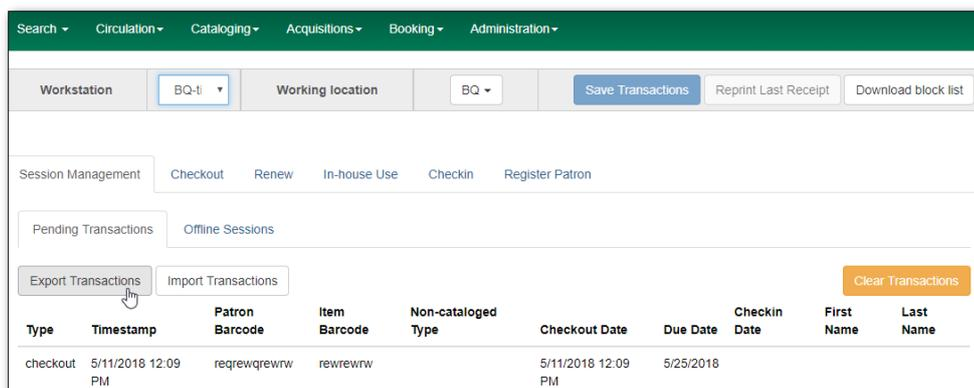 Search Circulation Cataloging Acquisitions Booking Administration
Workstation BQ-ti Working location BQ Save Transactions Reprint Last Receipt Download block list
Session Management Checkout Renew In-house Use Checkin Register Patron
Pending Transactions Offline Sessions
Export Transactions Import Transactions Clear Transactions
Type Timestamp Patron Barcode Item Barcode Non-cataloged Type Checkout Date Due Date Checkin Date First Name Last Name
checkout 5/11/2018 12:09 PM reqrewqrewrw rewrewrw 5/11/2018 12:09 PM 5/25/2018